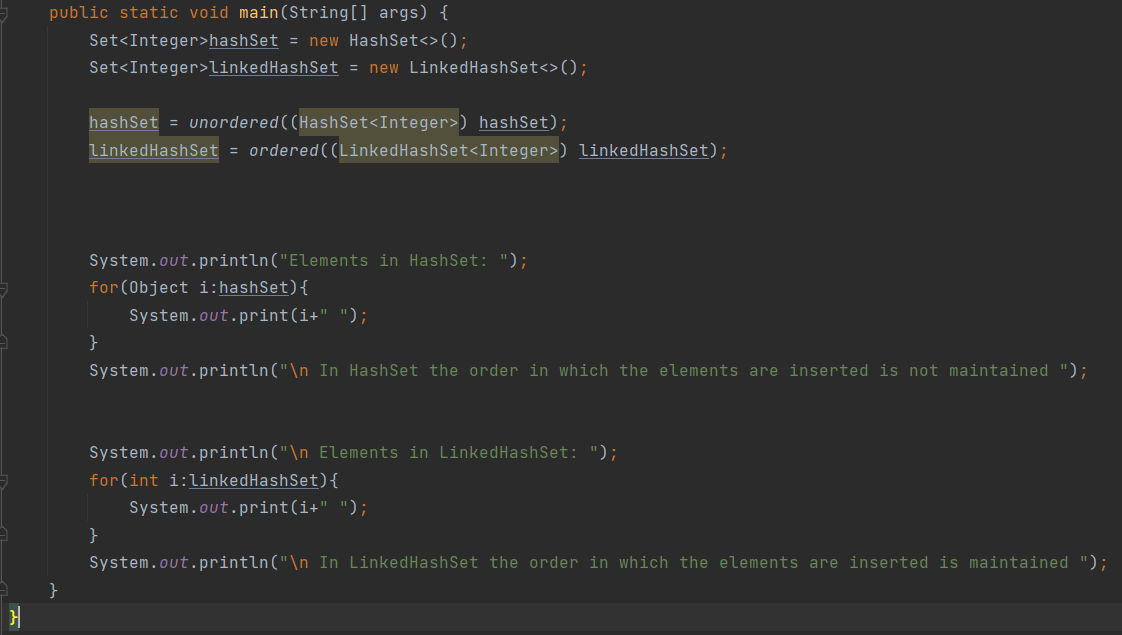 public static void main(String[] args) {
Set<Integer>hashSet = new HashSet<>();
Set<Integer>linkedHashSet = new LinkedHashSet<>();
hashSet = unordered((HashSet<Integer>) hashSet);
linkedHashSet = ordered((LinkedHashSet<Integer>) linkedHashSet);
System.out.println("Elements in HashSet: ");
for(Object i:hashSet){
System.out.print(i+" ");
}
System.out.println("\n In HashSet the order in which the elements are inserted is not maintained ");
System.out.println("\n Elements in LinkedHashSet: ");
for(int i:linkedHashSet){
System.out.print(i+" ");
}
System.out.println("\n In LinkedHashSet the order in which the elements are inserted is maintained ");
}
}